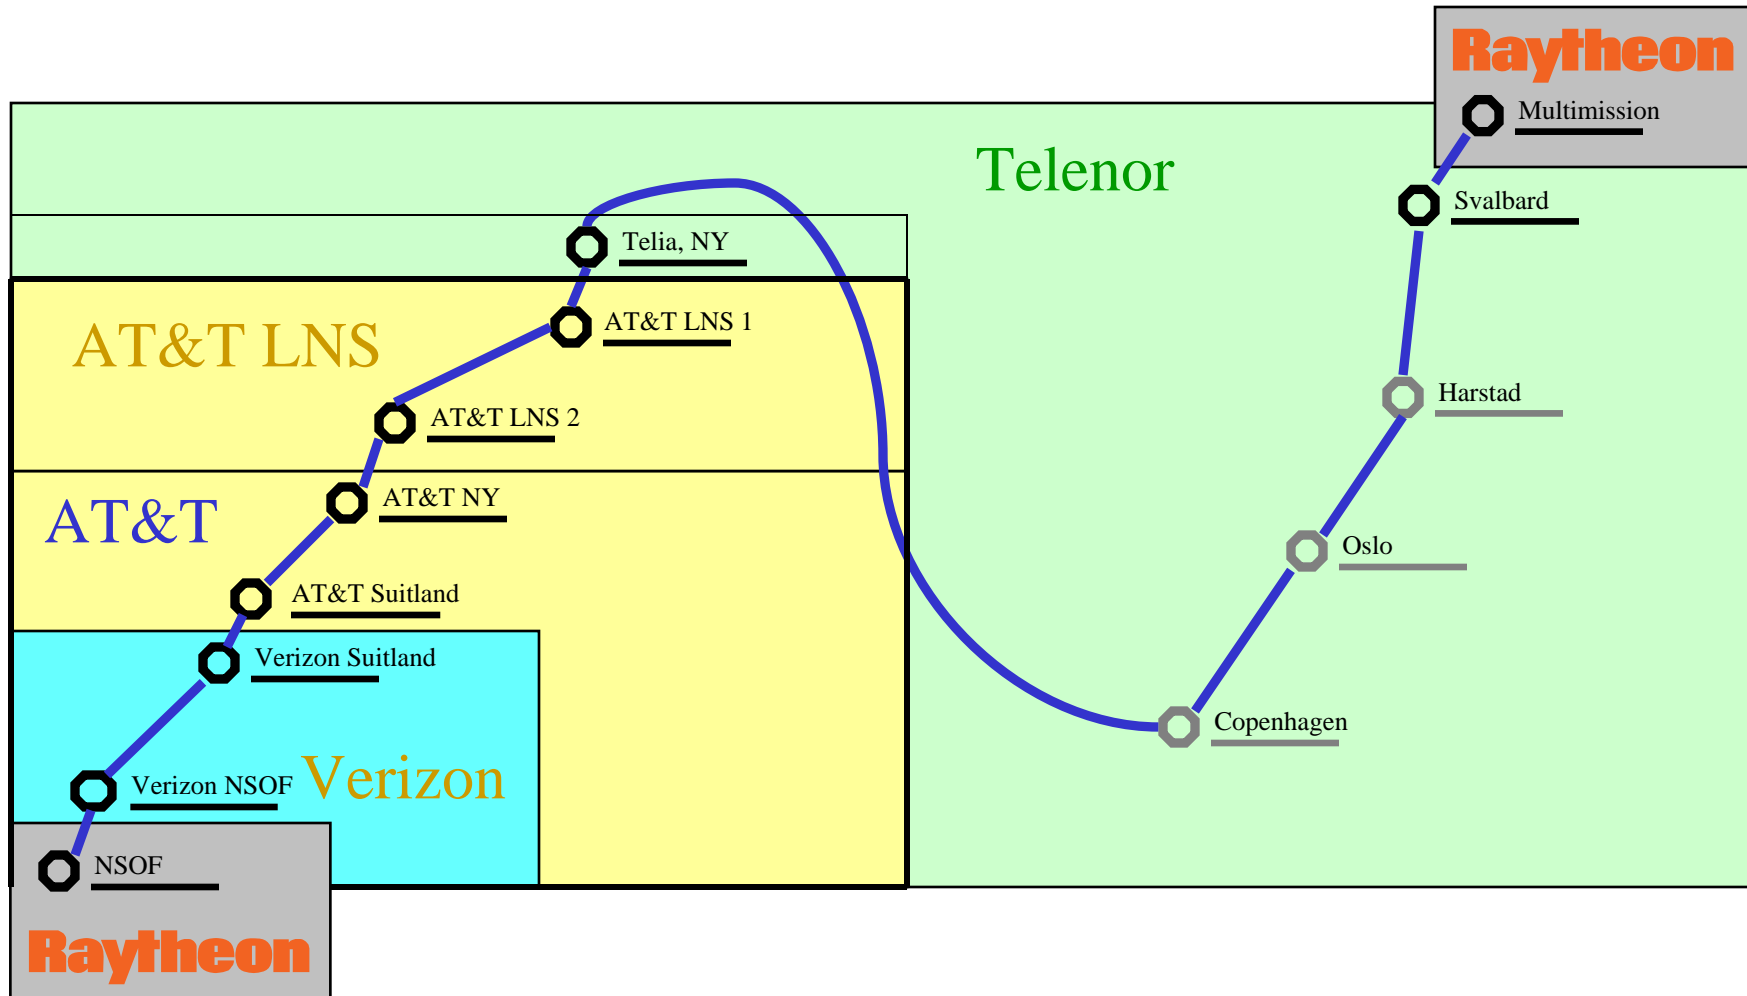 Raytheon
Multimission
Telenor
Svalbard
Telia, NY
AT&T LNS 1
AT&T LNS
Harstad
AT&T LNS 2
AT&T NY
AT&T
Oslo
AT&T Suitland
Verizon Suitland
Copenhagen
Verizon NSOF
Verizon
NSOF
Raytheon